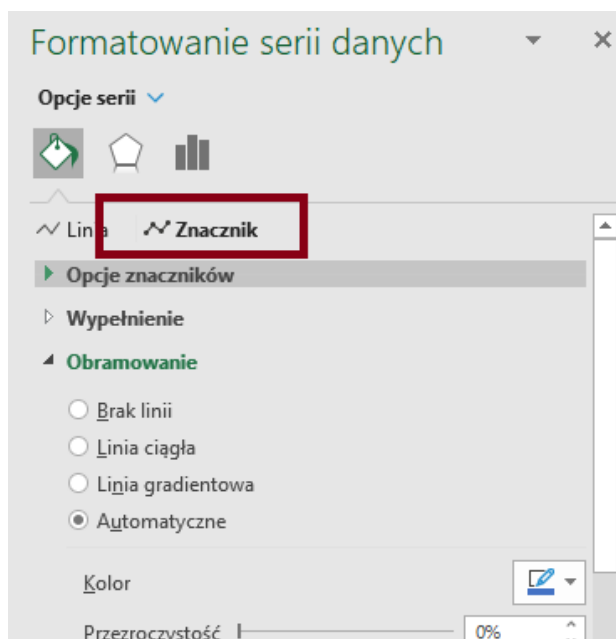 Formatowanie serii danych
Opcje serii
Linia Znacznik
Opcje znaczników
Wypełnienie
Obramowanie
Brak linii
Linia ciągła
Linia gradientowa
Automatyczne
Kolor
Przezroczystość 0%